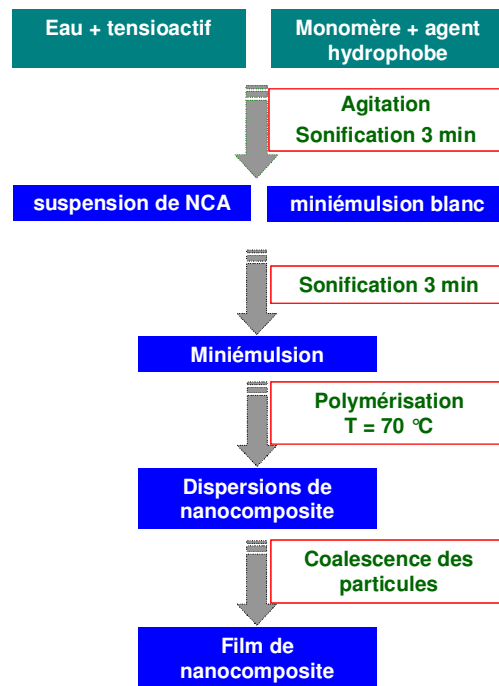 Eau + tensioactif
Monomère + agent
hydrophobe
Agitation
Sonification 3 min
suspension de NCA
miniémulsion blanc
Sonification 3 min
Miniémulsion
Polymérisation
T = 70 °C
Dispersions de
nanocomposite
Coalescence des
particules
Film de
nanocomposite